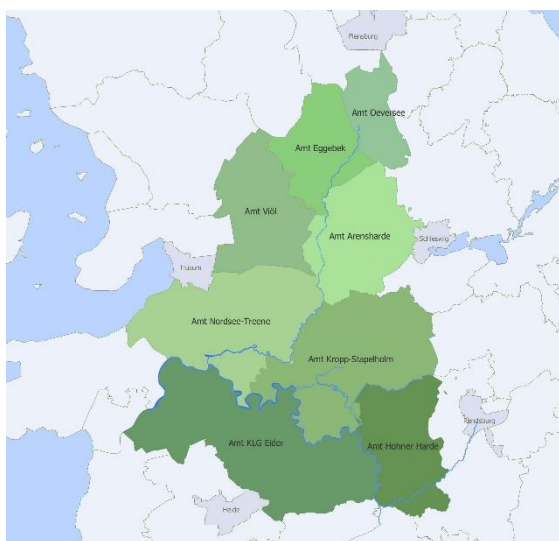 Flensburg
Amt Oeversee
Amt Eggebek
Amt Viöl
Amt Arensharde
Schleswig
Husum
Amt Nordsee-Treene
Amt Kropp-Stapelholm
Rendsburg
Amt KLG Eider
Amt Hohner Harde
Heide